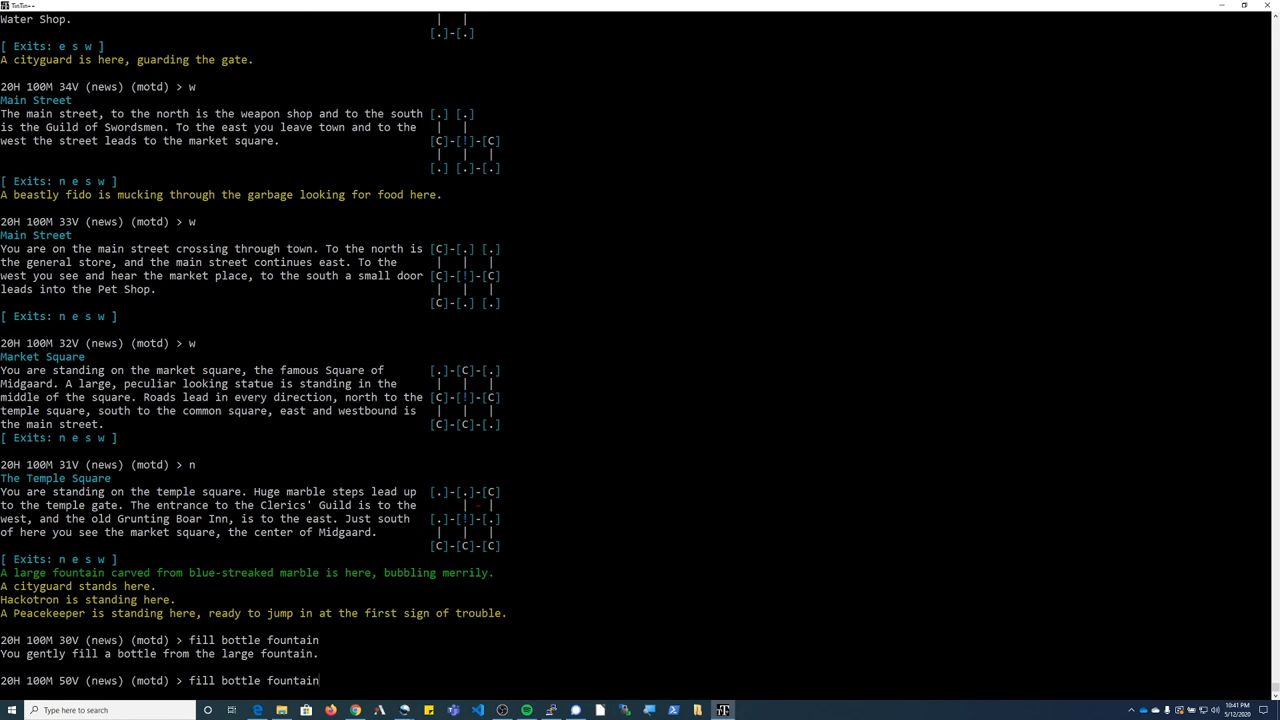 TinTin++
Water Shop.
|   |
[.]-[.]
[ Exits: e s w ]
A cityguard is here, guarding the gate.
20H 100M 34V (news) (motd) > w
Main Street
The main street, to the north is the weapon shop and to the south [.] [.]
is the Guild of Swordsmen. To the east you leave town and to the |   |
west the street leads to the market square. [C]-[!]-[C]
|   |   |
[.] [.]-[.]
[ Exits: n e s w ]
A beastly fido is mucking through the garbage looking for food here.
20H 100M 33V (news) (motd) > w
Main Street
You are on the main street crossing through town. To the north is [C]-[.] [.]
the general store, and the main street continues east. To the |   |   |
west you see and hear the market place, to the south a small door [C]-[!]-[C]
leads into the Pet Shop. |   |   |
[C]-[.] [.]
[ Exits: n e s w ]
20H 100M 32V (news) (motd) > w
Market Square
You are standing on the market square, the famous Square of [.]-[C]-[.]
Midgaard. A large, peculiar looking statue is standing in the |   |   |
middle of the square. Roads lead in every direction, north to the [C]-[!]-[C]
temple square, south to the common square, east and westbound is |   |   |
the main street. [C]-[C]-[.]
[ Exits: n e s w ]
20H 100M 31V (news) (motd) > n
The Temple Square
You are standing on the temple square. Huge marble steps lead up [.]-[.]-[C]
to the temple gate. The entrance to the Clerics' Guild is to the | - |
west, and the old Grunting Boar Inn, is to the east. Just south [.]-[!]-[.]
of here you see the market square, the center of Midgaard. |   |   |
[C]-[C]-[C]
[ Exits: n e s w ]
A large fountain carved from blue-streaked marble is here, bubbling merrily.
A cityguard stands here.
Hackotron is standing here.
A Peacekeeper is standing here, ready to jump in at the first sign of trouble.
20H 100M 30V (news) (motd) > fill bottle fountain
You gently fill a bottle from the large fountain.
20H 100M 50V (news) (motd) > fill bottle fountain
Type here to search
10:41 PM
5/12/2020